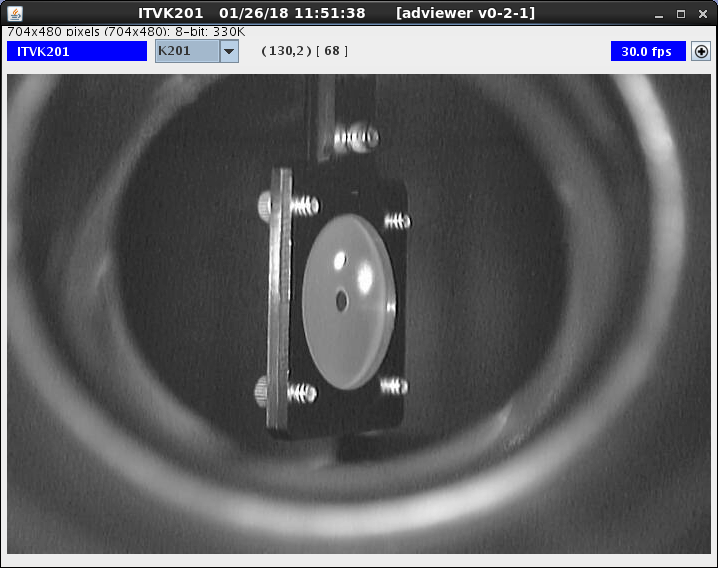 ITVK201 01/26/18 11:51:38 [adviewer v0-2-1]
704x480 pixels (704x480): 8-bit: 330K
ITVK201 K201 (130,2) [ 68 ] 30.0 fps